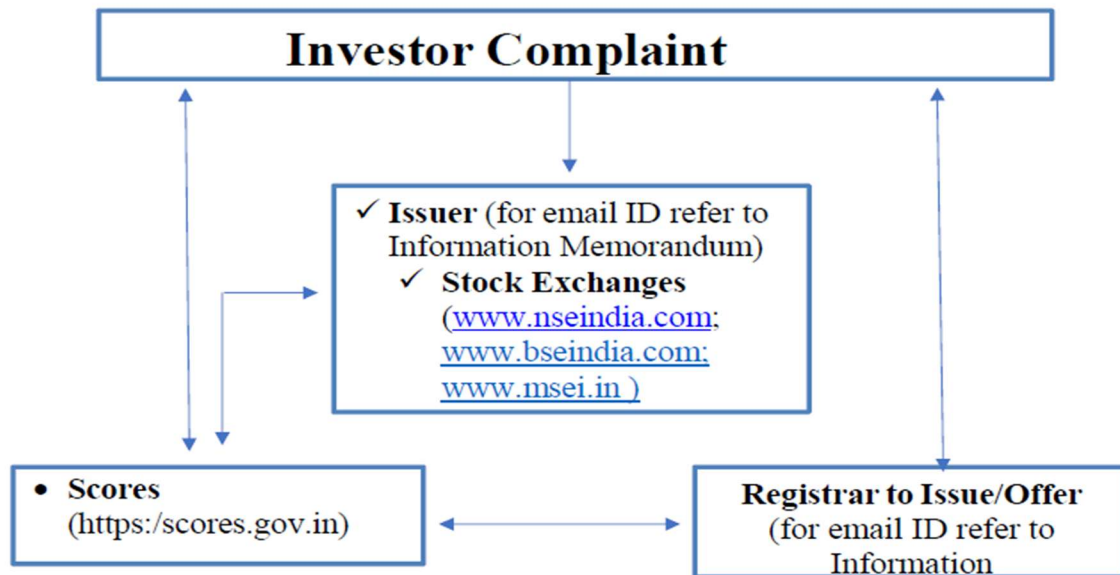 Investor Complaint
✓ Issuer (for email ID refer to
Information Memorandum)
✓ Stock Exchanges
(www.nseindia.com;
www.bseindia.com;
www.msei.in )
• Scores
(https:/scores.gov.in)
Registrar to Issue/Offer
(for email ID refer to
Information